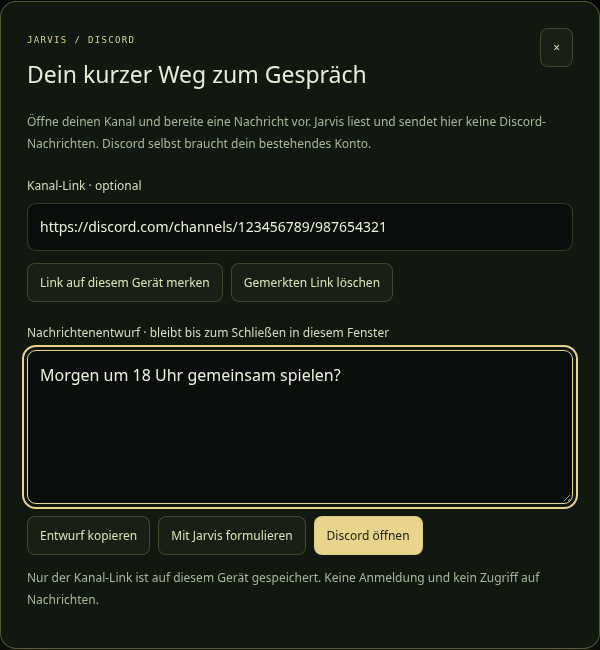 JARVIS / DISCORD
×
Dein kurzer Weg zum Gespräch
Öffne deinen Kanal und bereite eine Nachricht vor. Jarvis liest und sendet hier keine Discord-
Nachrichten. Discord selbst braucht dein bestehendes Konto.
Kanal-Link · optional
https://discord.com/channels/123456789/987654321
Link auf diesem Gerät merken
Gemerkten Link löschen
Nachrichtenentwurf · bleibt bis zum Schließen in diesem Fenster
Morgen um 18 Uhr gemeinsam spielen?
Entwurf kopieren
Mit Jarvis formulieren
Discord öffnen
Nur der Kanal-Link ist auf diesem Gerät gespeichert. Keine Anmeldung und kein Zugriff auf
Nachrichten.